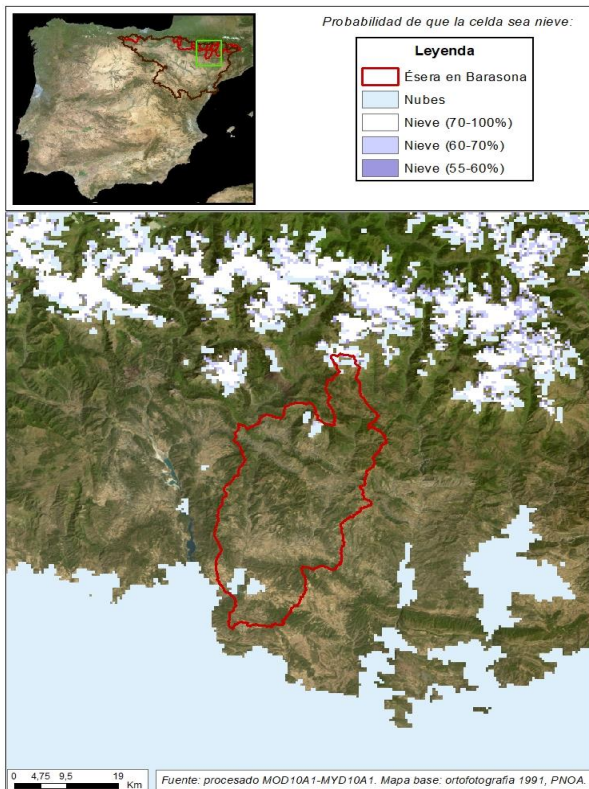 Probabilidad de que la celda sea nieve:
Leyenda
Ésera en Barasona
Nubes
Nieve (70-100%)
Nieve (60-70%)
Nieve (55-60%)
0 4,75 9,5 19
Km
Fuente: procesado MOD10A1-MYD10A1. Mapa base: ortofotografia 1991, PNOA.